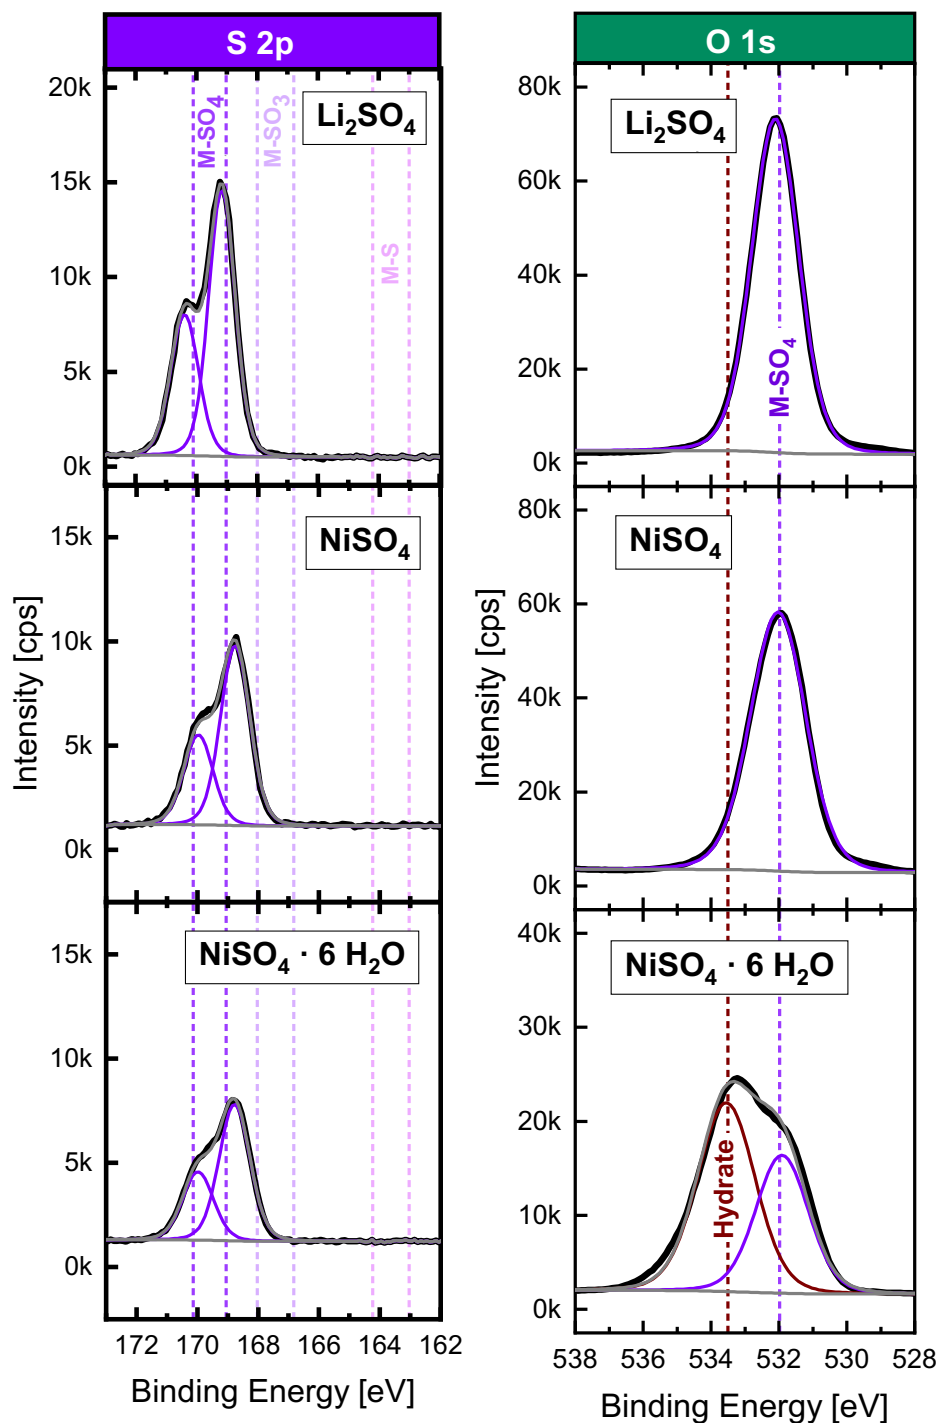 S 2p
20k
15k
10k
5k
0k
M-SO₄
M-SO₃
M-S
Li₂SO₄
15k
10k
5k
0k
NiSO₄
15k
10k
5k
0k
NiSO₄ · 6 H₂O
Intensity [cps]
172 170 168 166 164 162
Binding Energy [eV]
O 1s
80k
60k
40k
20k
0k
Li₂SO₄
M-SO₄
80k
60k
40k
20k
0k
NiSO₄
40k
30k
20k
10k
0k
NiSO₄ · 6 H₂O
Hydrate
Intensity [cps]
538 536 534 532 530 528
Binding Energy [eV]